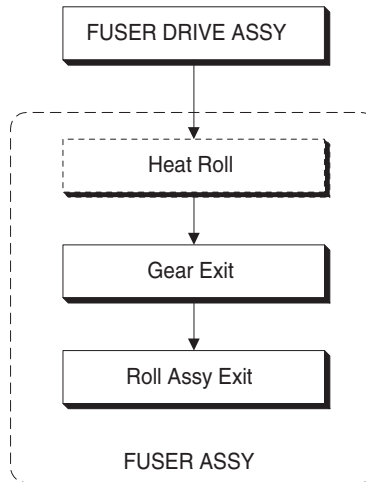 FUSER DRIVE ASSY
Heat Roll
Gear Exit
Roll Assy Exit
FUSER ASSY